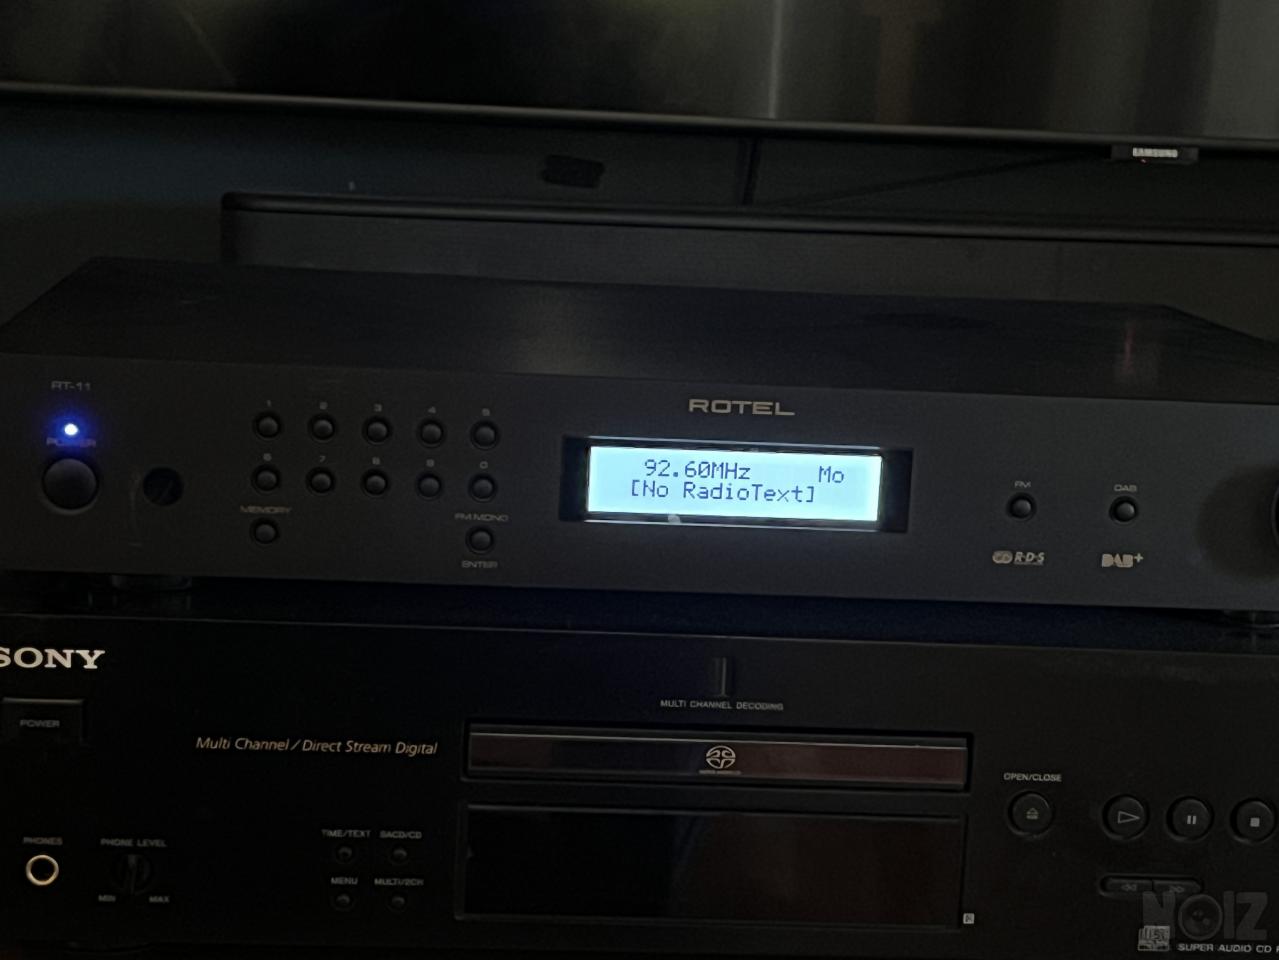 RT-11
POWER
1 2 3 4 5
6 7 8 9 0
MEMORY
FM MONO
ENTER
ROTEL
92.60MHz Mo
[No RadioText]
FM
DAB
R·D·S
DAB+
SONY
POWER
MULTI CHANNEL DECODING
Multi Channel / Direct Stream Digital
OPEN/CLOSE
PHONES
PHONE LEVEL
MIN MAX
TIME/TEXT SACD/CD
MENU MULTI/2CH
NOIZ
SUPER AUDIO CD